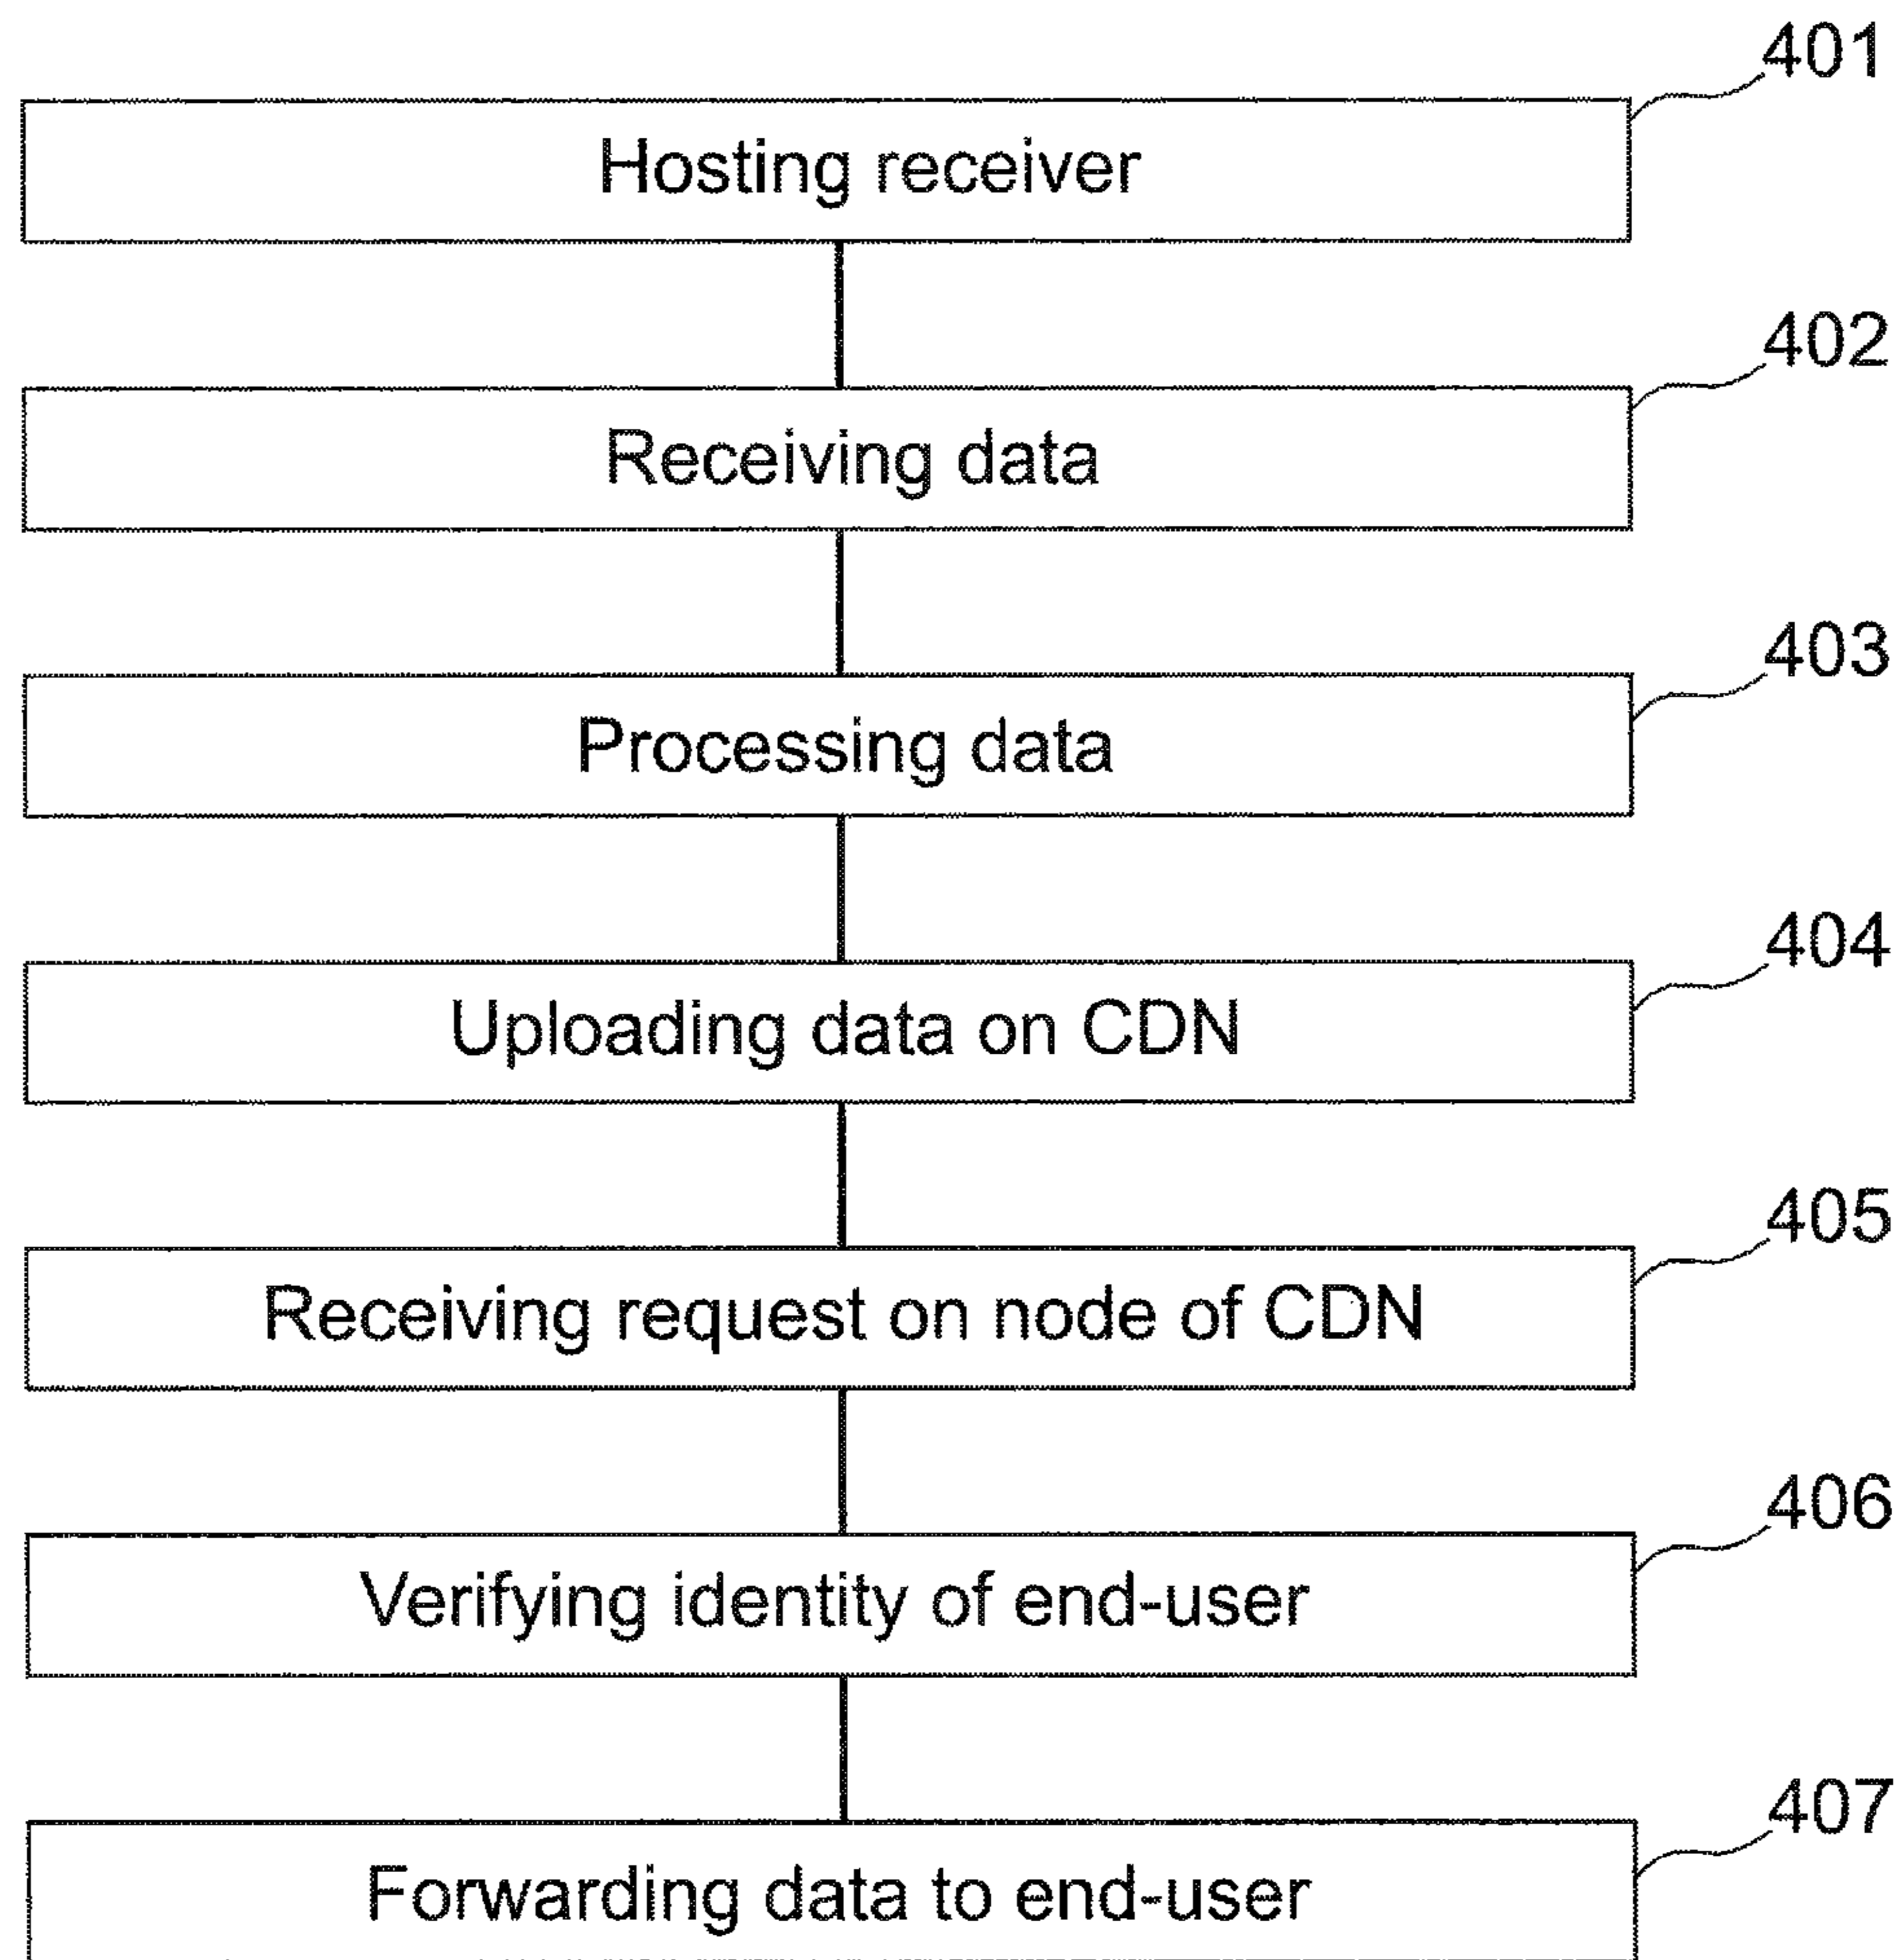 401
Hosting receiver
402
Receiving data
403
Processing data
404
Uploading data on CDN
405
Receiving request on node of CDN
406
Verifying identity of end-user
407
Forwarding data to end-user